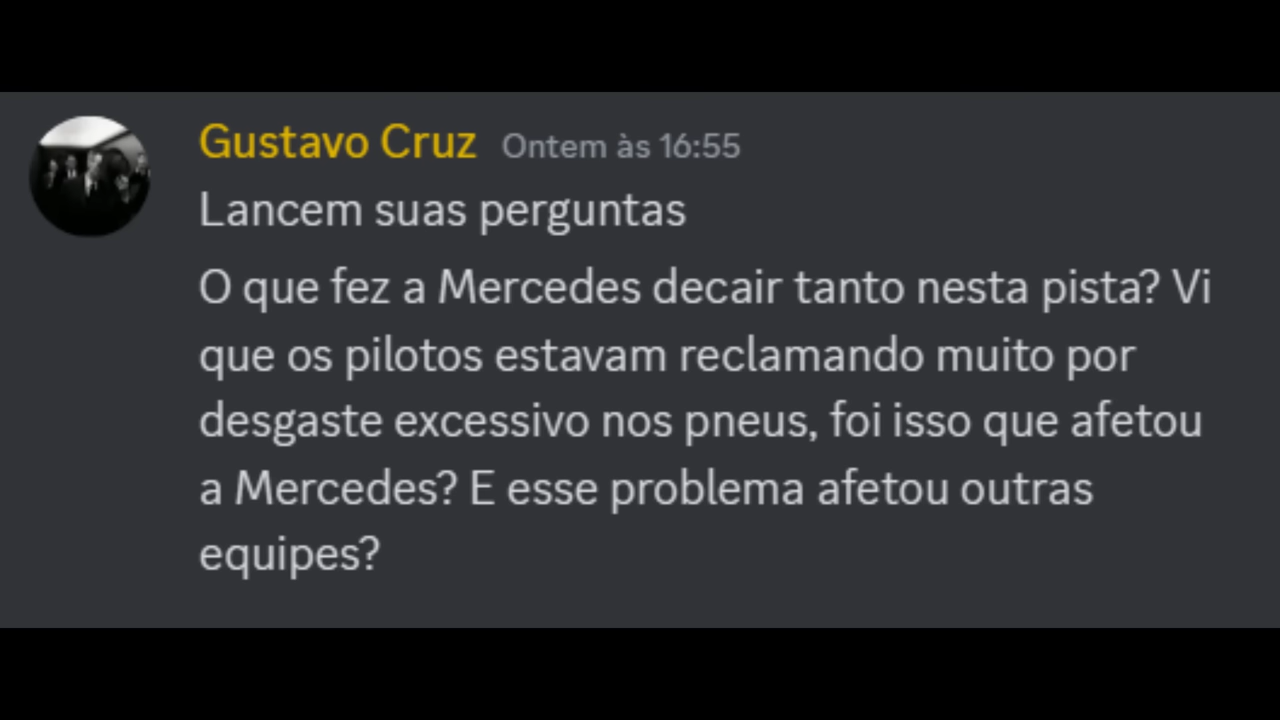 Gustavo Cruz Ontem às 16:55
Lancem suas perguntas
O que fez a Mercedes decair tanto nesta pista? Vi
que os pilotos estavam reclamando muito por
desgaste excessivo nos pneus, foi isso que afetou
a Mercedes? E esse problema afetou outras
equipes?